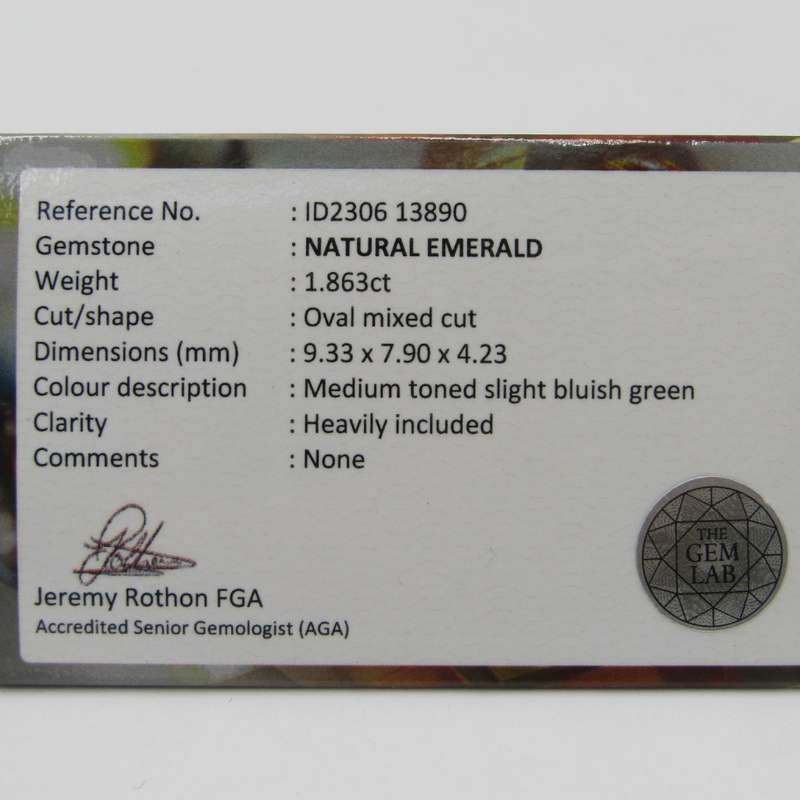 Reference No. : ID2306 13890
Gemstone : NATURAL EMERALD
Weight : 1.863ct
Cut/shape : Oval mixed cut
Dimensions (mm) : 9.33 x 7.90 x 4.23
Colour description : Medium toned slight bluish green
Clarity : Heavily included
Comments : None
Jeremy Rothon FGA
Accredited Senior Gemologist (AGA)
THE
GEM
LAB